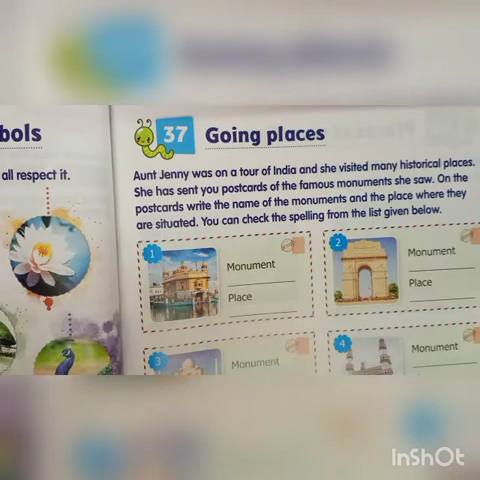 bols
all respect it.
37 Going places
Aunt Jenny was on a tour of India and she visited many historical places.
She has sent you postcards of the famous monuments she saw. On the
postcards write the name of the monuments and the place where they
are situated. You can check the spelling from the list given below.
1
Monument
Place
2
Monument
Place
3
Monument
4
Monument
InShOt